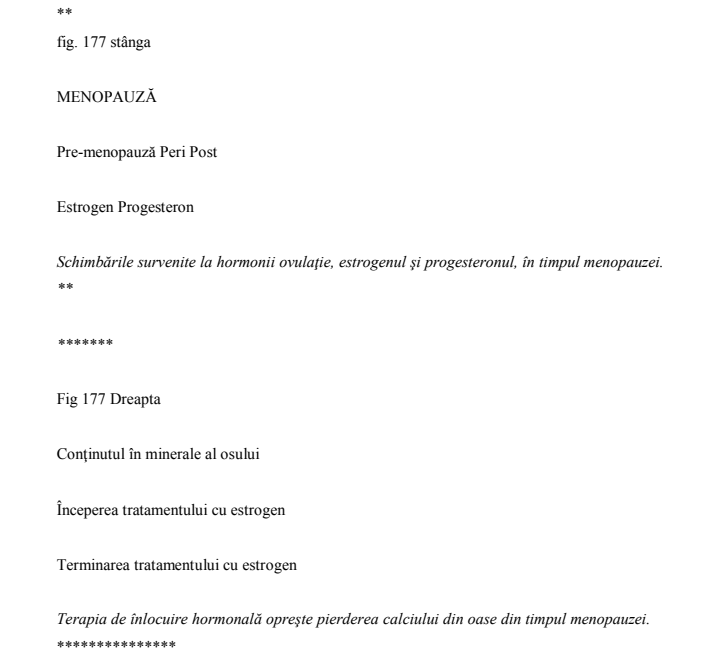 **
fig. 177 stânga
MENOPAUZĂ
Pre-menopauză Peri Post
Estrogen Progesteron
Schimbările survenite la hormonii ovulaţie, estrogenul şi progesteronul, în timpul menopauzei.
**
*******
Fig 177 Dreapta
Conţinutul în minerale al osului
Începerea tratamentului cu estrogen
Terminarea tratamentului cu estrogen
Terapia de înlocuire hormonală opreşte pierderea calciului din oase din timpul menopauzei.
***************